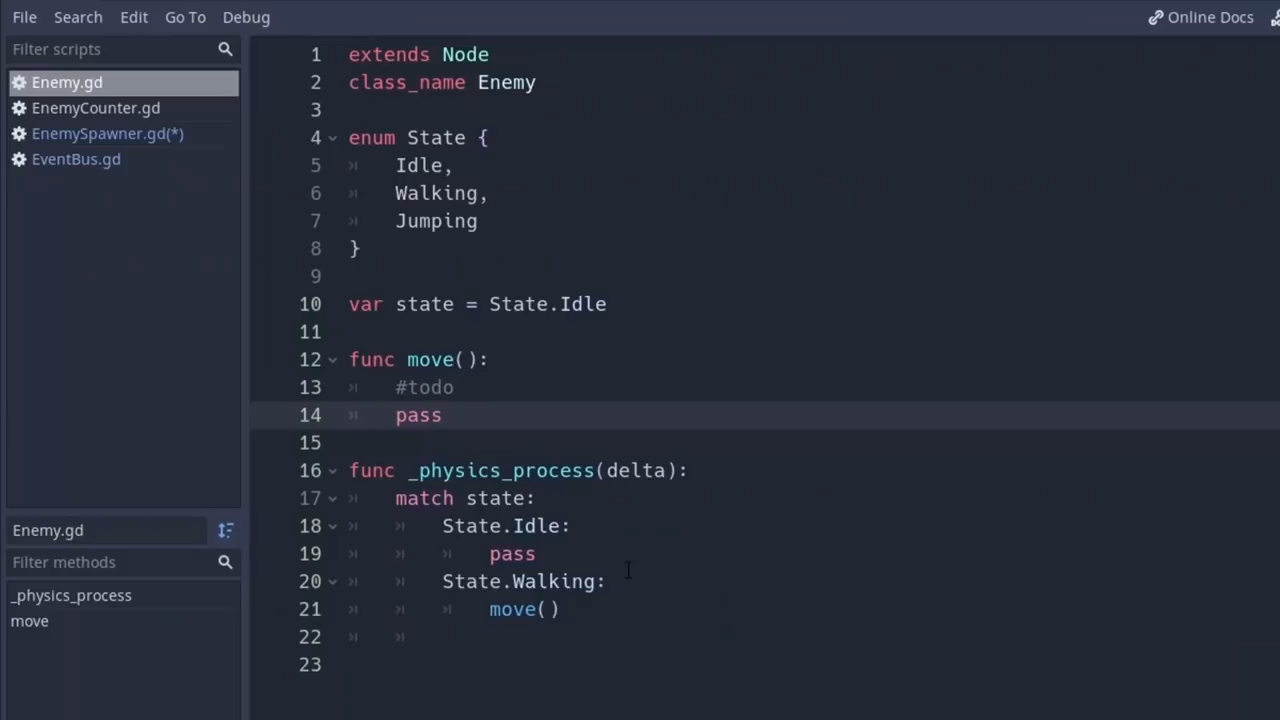 File Search Edit Go To Debug Online Docs
Filter scripts
Enemy.gd
EnemyCounter.gd
EnemySpawner.gd(*)
EventBus.gd
Enemy.gd
Filter methods
_physics_process
move
1 extends Node
2 class_name Enemy
3
4 enum State {
5 Idle,
6 Walking,
7 Jumping
8 }
9
10 var state = State.Idle
11
12 func move():
13 #todo
14 pass
15
16 func _physics_process(delta):
17 match state:
18 State.Idle:
19 pass
20 State.Walking:
21 move()
22
23